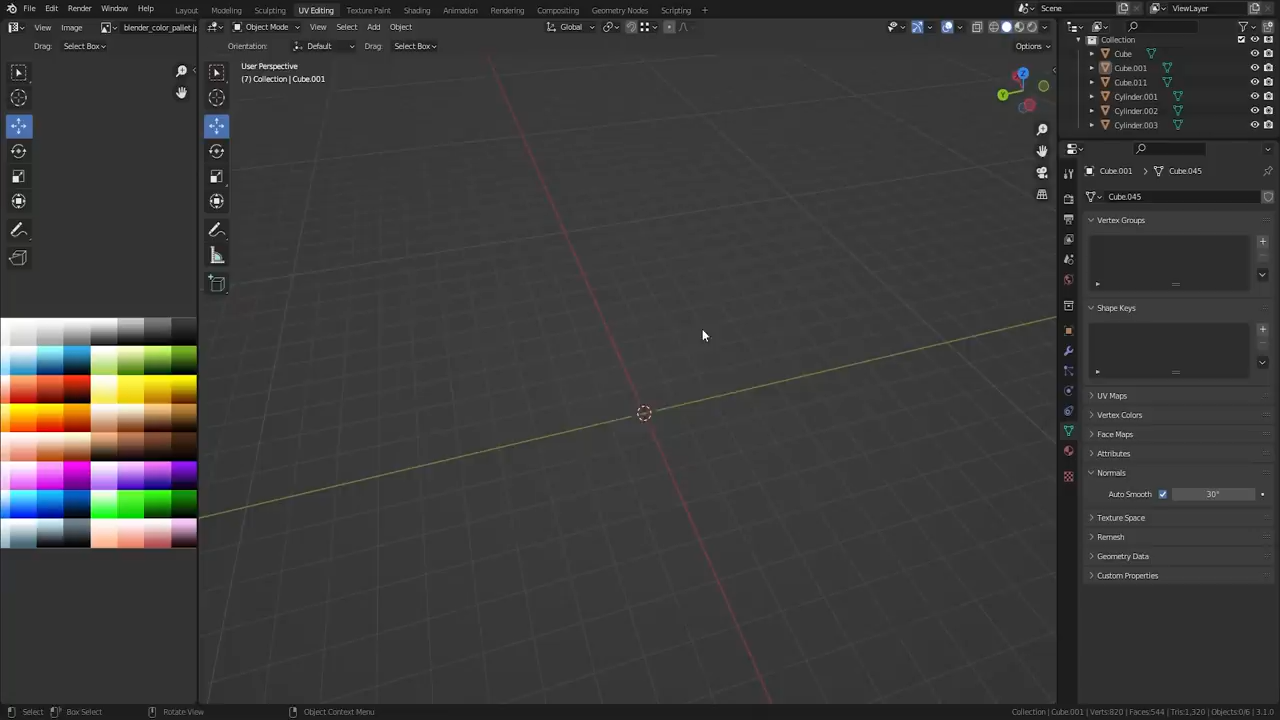 File Edit Render Window Help Layout Modeling Sculpting UV Editing Texture Paint Shading Animation Rendering Compositing Geometry Nodes Scripting + Scene ViewLayer
View Image blender_color_pallet.j Object Mode View Select Add Object Global
Drag: Select Box Orientation: Default Drag: Select Box Options
User Perspective
(7) Collection | Cube.001
Z
Y
Collection
Cube
Cube.001
Cube.011
Cylinder.001
Cylinder.002
Cylinder.003
Cube.001 Cube.045
Cube.045
Vertex Groups
Shape Keys
UV Maps
Vertex Colors
Face Maps
Attributes
Normals
Auto Smooth 30°
Texture Space
Remesh
Geometry Data
Custom Properties
Select Box Select Rotate View Object Context Menu Collection | Cube.001 | Verts:820 | Faces:544 | Tris:1,320 | Objects:0/6 | 3.1.0